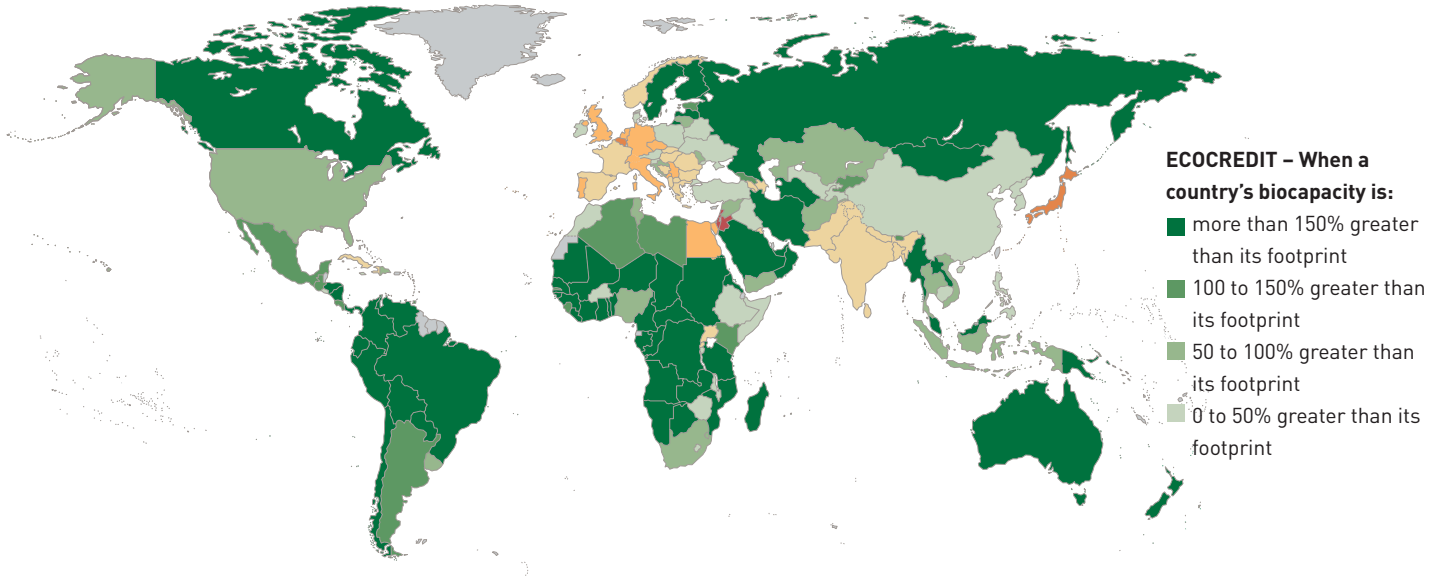 ECOCREDIT – When a
country’s biocapacity is:
more than 150% greater
than its footprint
100 to 150% greater than
its footprint
50 to 100% greater than
its footprint
0 to 50% greater than its
footprint